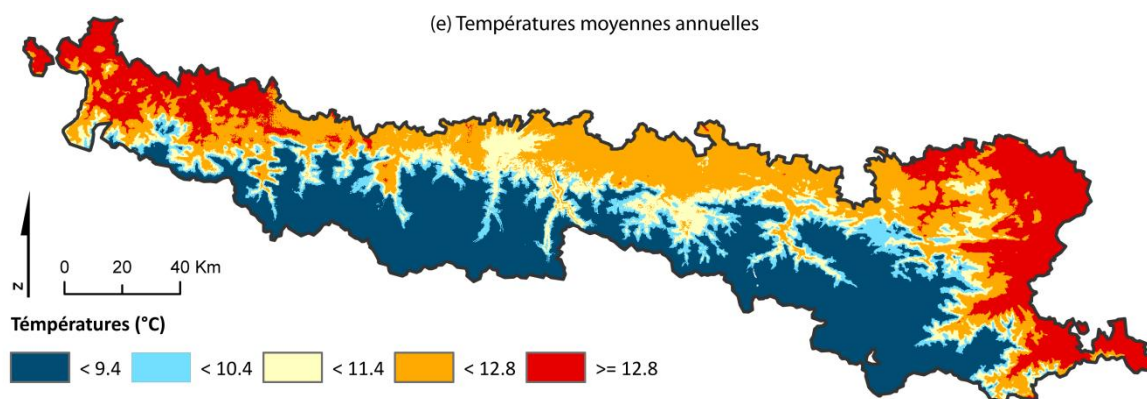 (e) Températures moyennes annuelles
N
0 20 40 Km
Témpératures (°C)
< 9.4 < 10.4 < 11.4 < 12.8 >= 12.8